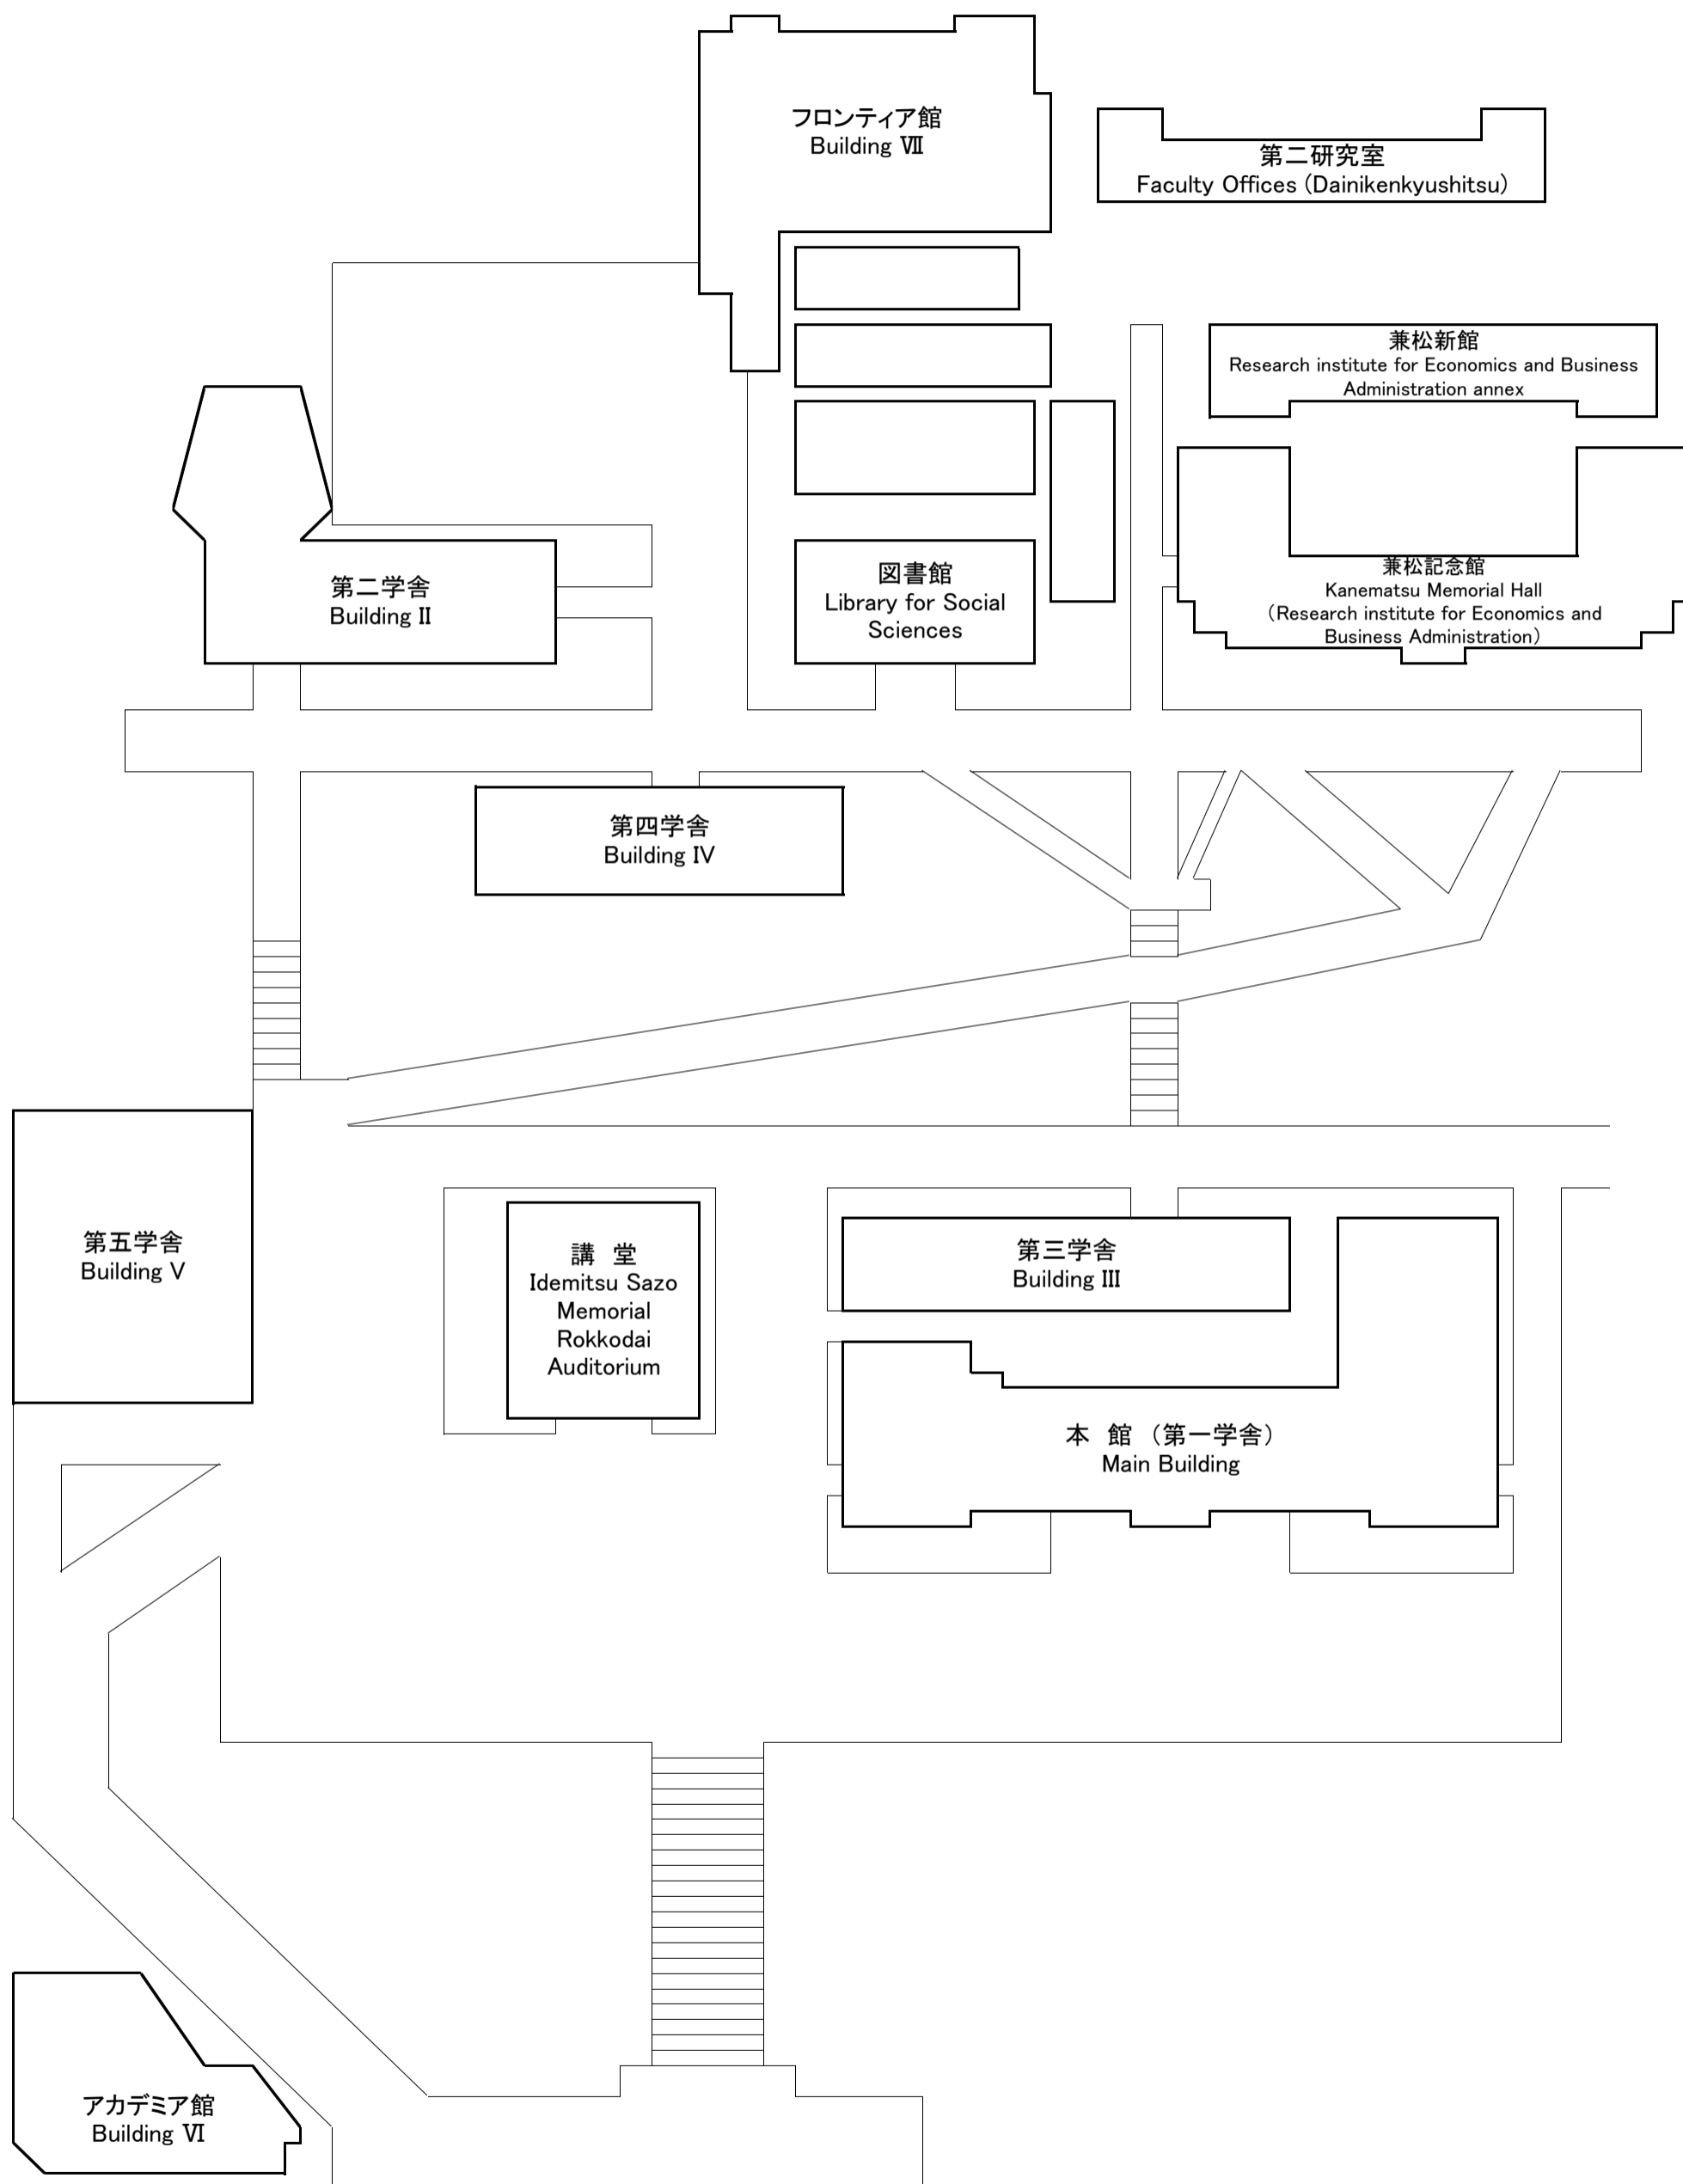 フロンティア館
Building Ⅶ
第二研究室
Faculty Offices (Dainikenkyushitsu)
兼松新館
Research institute for Economics and Business
Administration annex
兼松記念館
Kanematsu Memorial Hall
（Research institute for Economics and
Business Administration）
第二学舎
Building Ⅱ
図書館
Library for Social
Sciences
第四学舎
Building Ⅳ
第五学舎
Building Ⅴ
講　堂
Idemitsu Sazo
Memorial
Rokkodai
Auditorium
第三学舎
Building Ⅲ
本　館（第一学舎）
Main Building
アカデミア館
Building Ⅵ